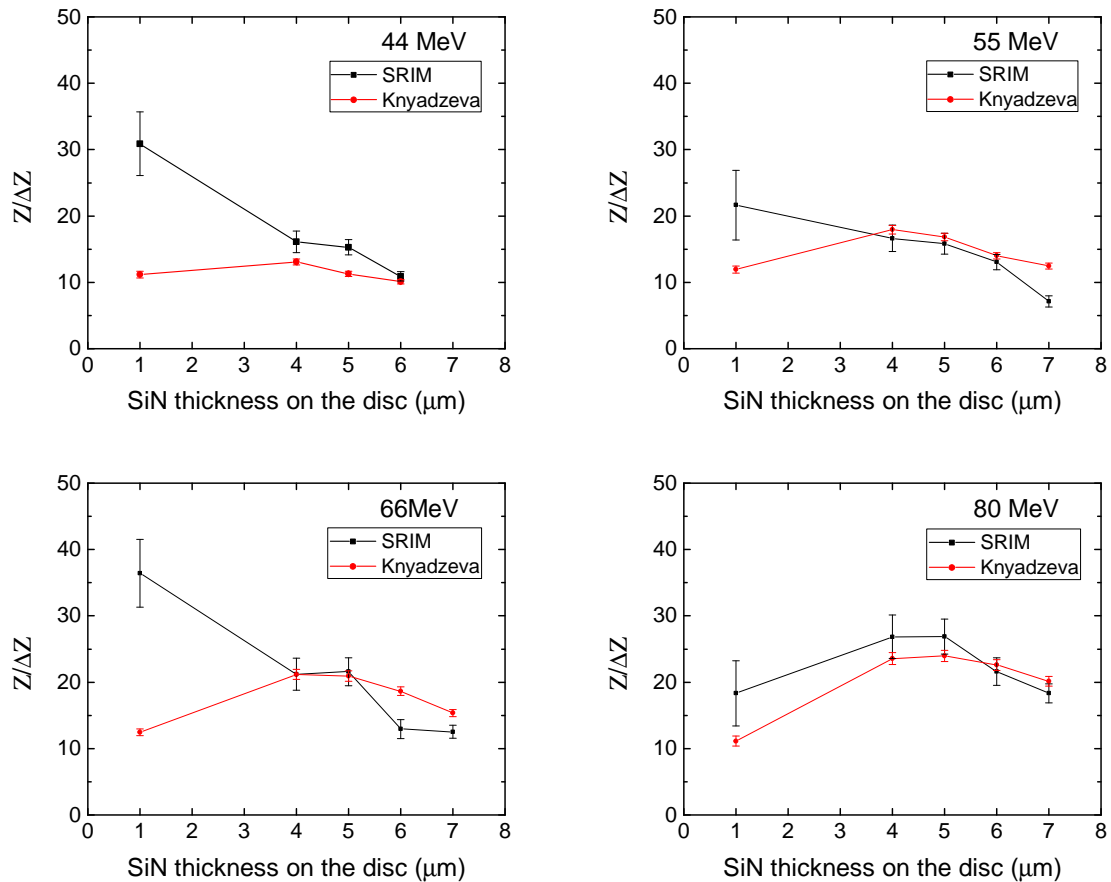 50
40
30
20
10
0
Z/ΔZ
44 MeV
SRIM
Knyadzeva
0 1 2 3 4 5 6 7 8
SiN thickness on the disc (μm)
50
40
30
20
10
0
Z/ΔZ
55 MeV
SRIM
Knyadzeva
0 1 2 3 4 5 6 7 8
SiN thickness on the disc (μm)
50
40
30
20
10
0
Z/ΔZ
66MeV
SRIM
Knyadzeva
0 1 2 3 4 5 6 7 8
SiN thickness on the disc (μm)
50
40
30
20
10
0
Z/ΔZ
80 MeV
SRIM
Knyadzeva
0 1 2 3 4 5 6 7 8
SiN thickness on the disc (μm)